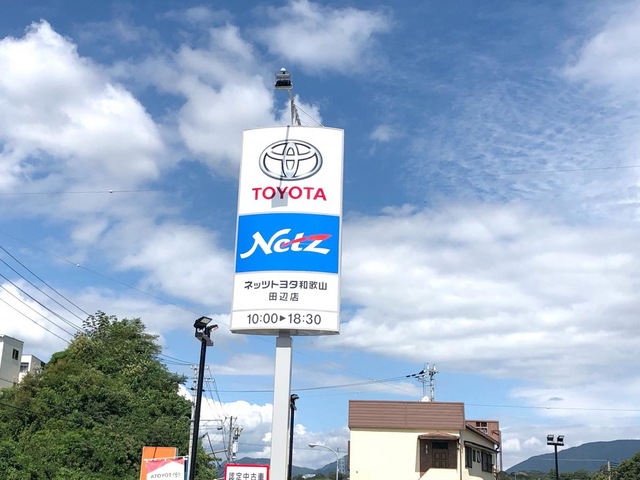 TOYOTA
Netz
ネッツトヨタ和歌山
田辺店
10:00▶18:30
認定中古車
TOYOTA